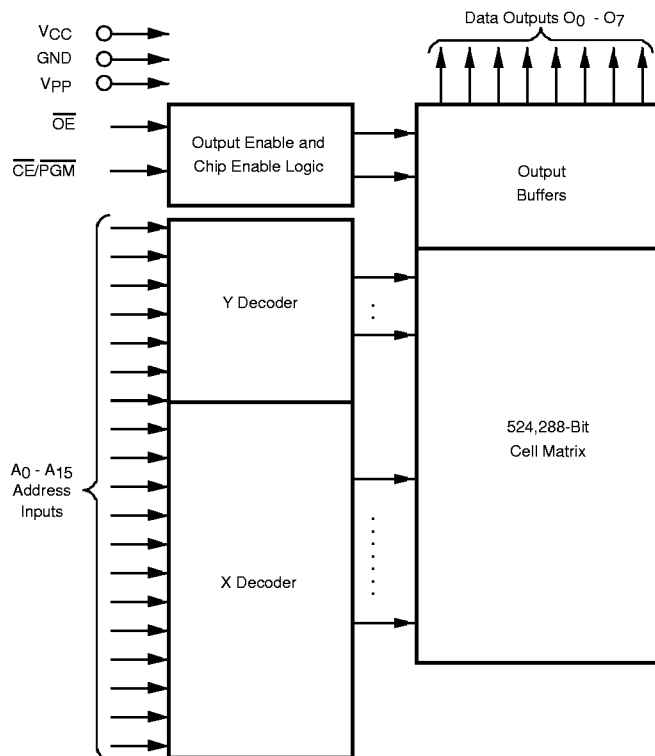 Data Outputs O0 - O7
VCC
GND
VPP
OE
CE/PGM
Output Enable and
Chip Enable Logic
Output
Buffers
Y Decoder
524,288-Bit
Cell Matrix
A0 - A15
Address
Inputs
X Decoder